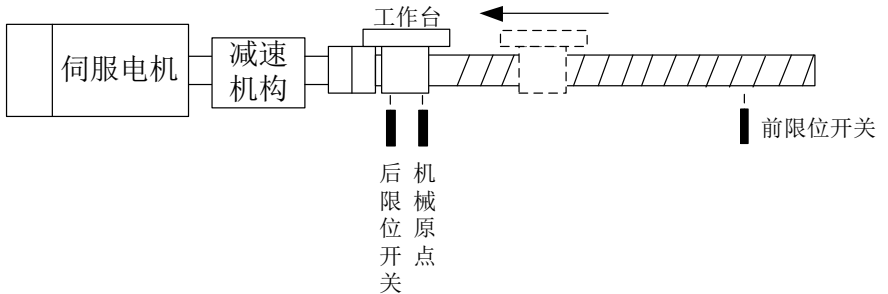 工作台
伺服电机
减速
机构
前限位开关
后限位开关
机械原点